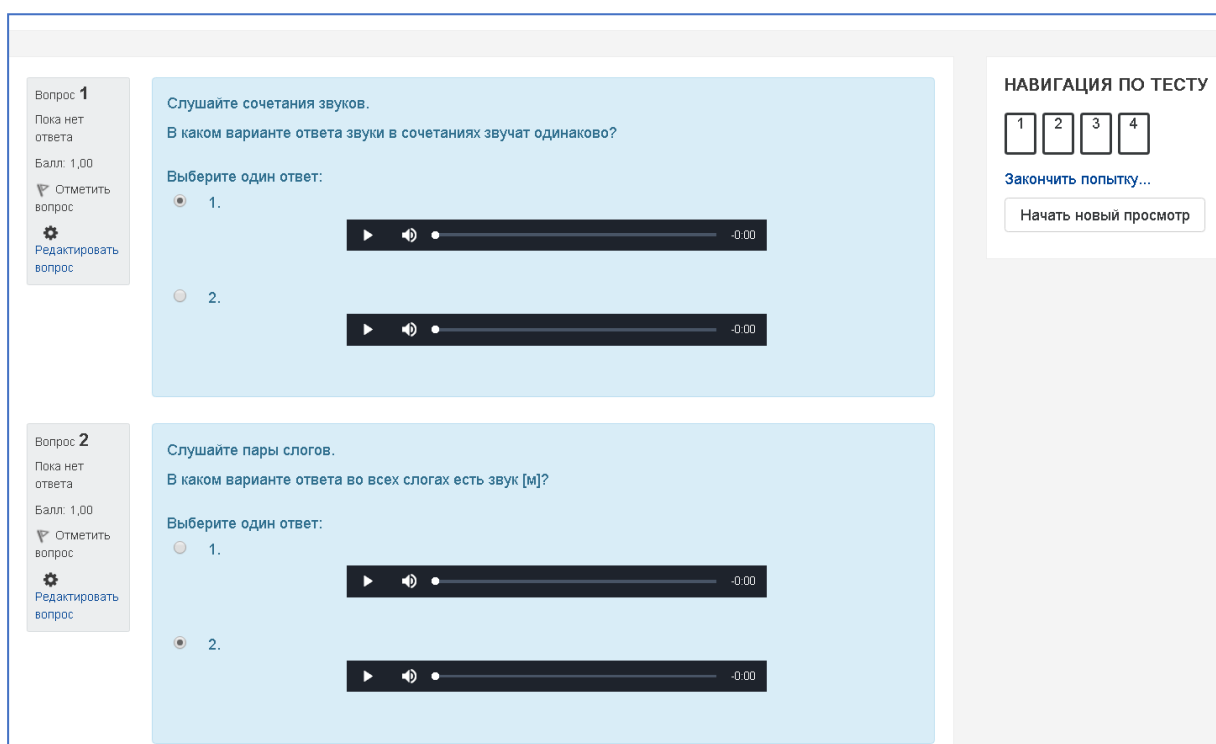 Вопрос 1
Пока нет
ответа
Балл: 1,00
Отметить
вопрос
Редактировать
вопрос
Слушайте сочетания звуков.
В каком варианте ответа звуки в сочетаниях звучат одинаково?
Выберите один ответ:
1.
-0:00
2.
-0:00
Вопрос 2
Пока нет
ответа
Балл: 1,00
Отметить
вопрос
Редактировать
вопрос
Слушайте пары слогов.
В каком варианте ответа во всех слогах есть звук [м]?
Выберите один ответ:
1.
-0:00
2.
-0:00
НАВИГАЦИЯ ПО ТЕСТУ
1 2 3 4
Закончить попытку...
Начать новый просмотр